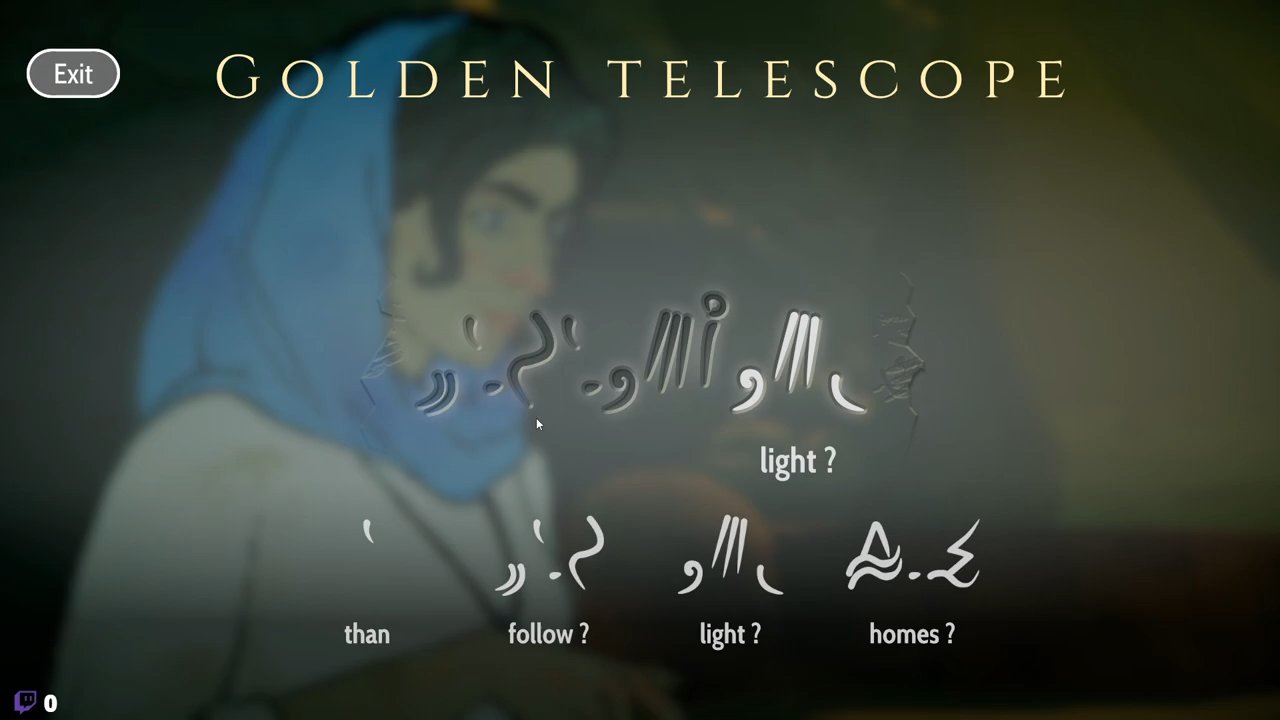 Exit
GOLDEN TELESCOPE
light ?
than follow ? light ? homes ?
0